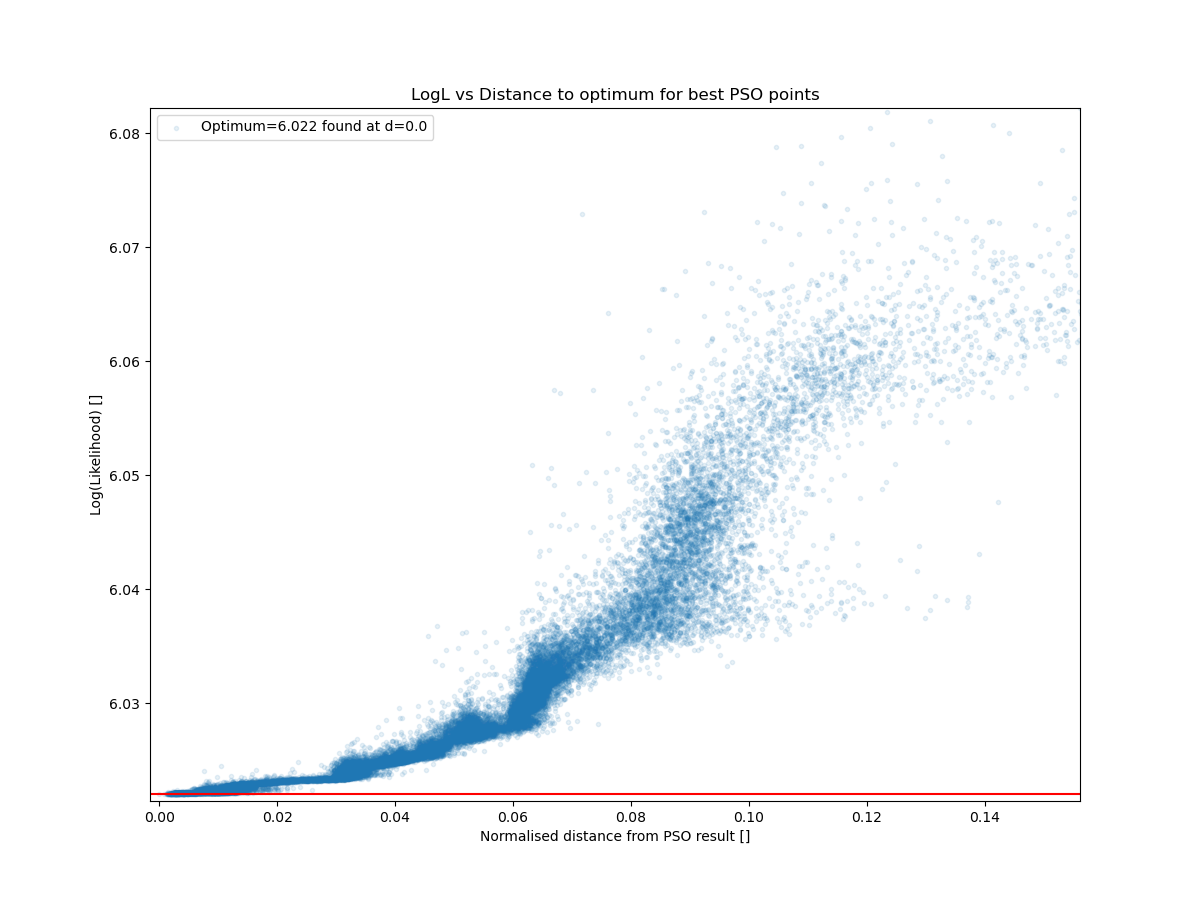 LogL vs Distance to optimum for best PSO points
Optimum=6.022 found at d=0.0
6.08
6.07
6.06
6.05
6.04
6.03
Log(Likelihood) []
0.00 0.02 0.04 0.06 0.08 0.10 0.12 0.14
Normalised distance from PSO result []